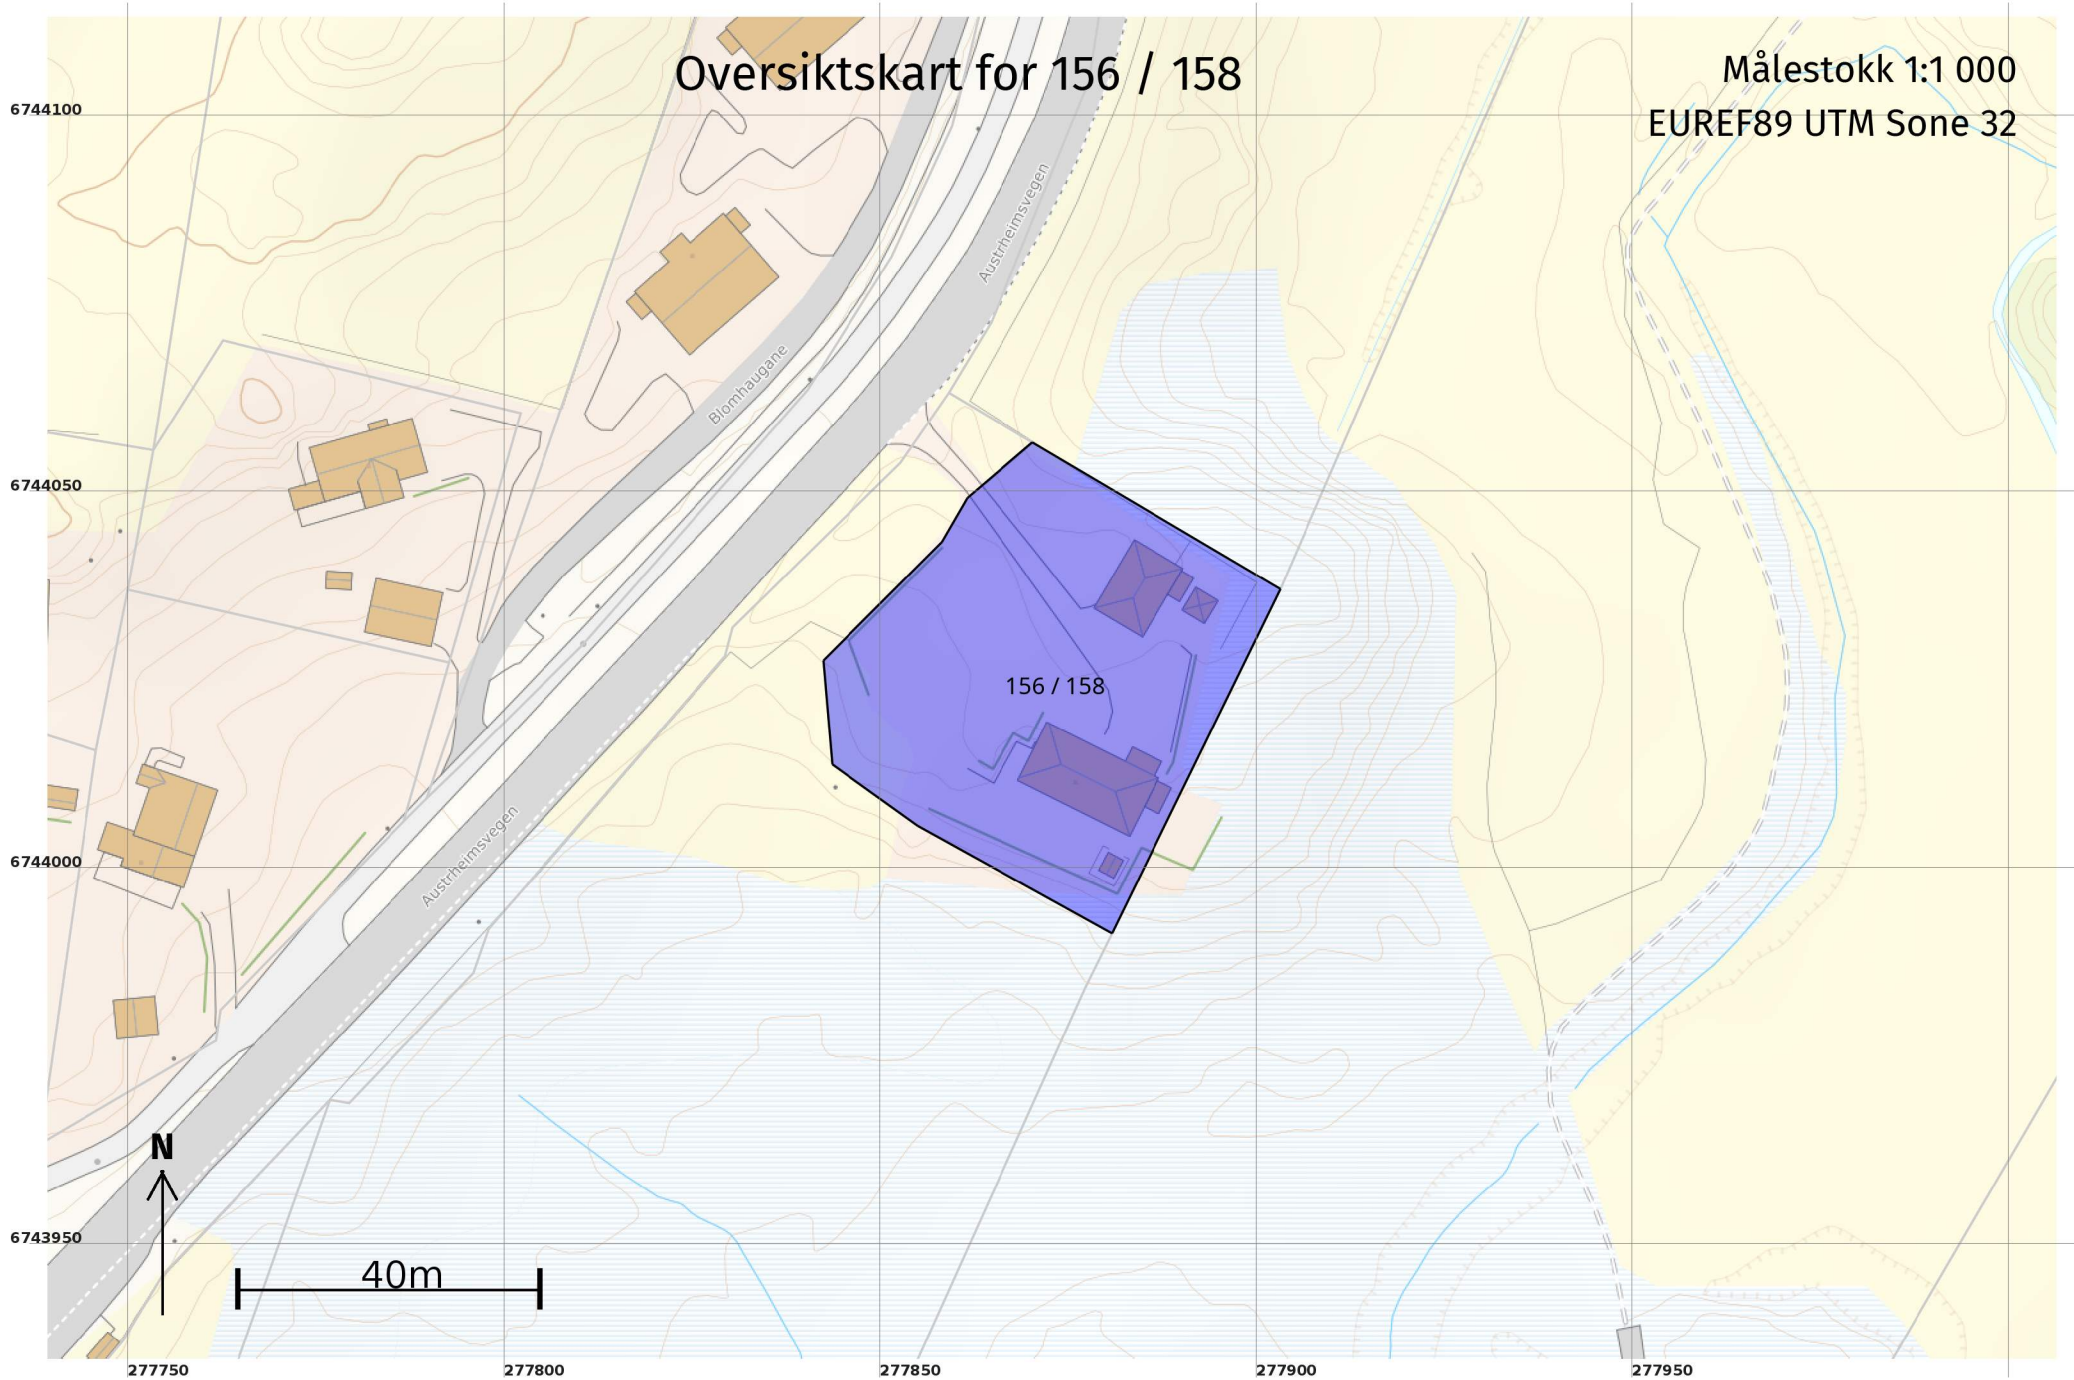 Oversiktskart for 156 / 158
Målestokk 1:1 000
EUREF89 UTM Sone 32
6744100
Austrheimsvegen
Blomhaugane
6744050
156 / 158
Austrheimsvegen
6744000
N
6743950
40m
277750
277800
277850
277900
277950